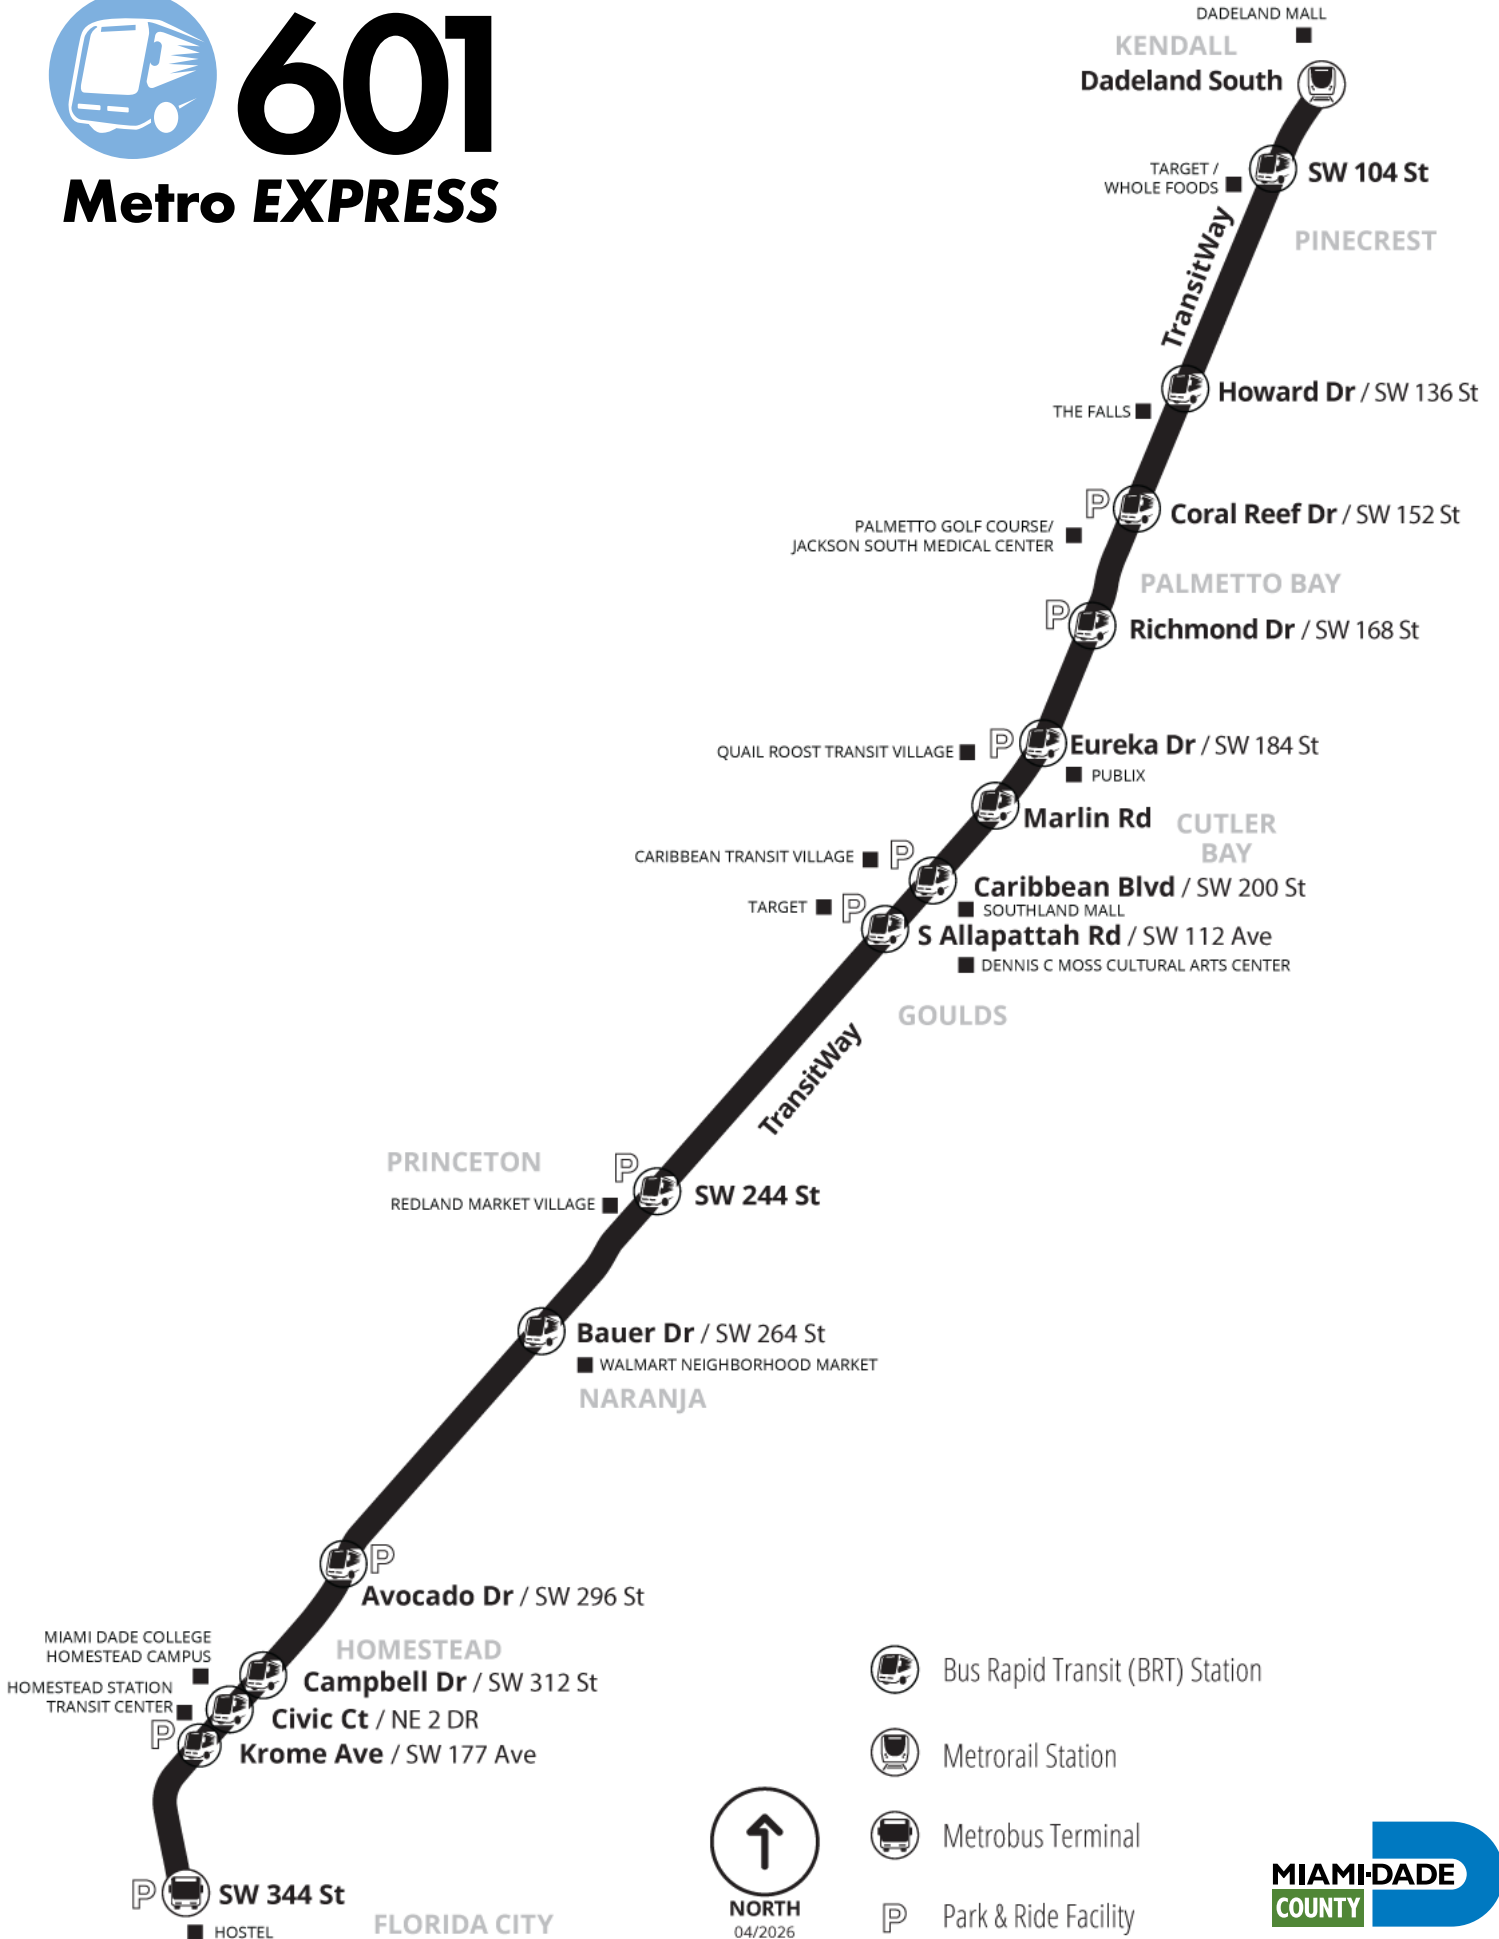 601
Metro EXPRESS
DADELAND MALL
KENDALL
Dadeland South
TARGET /
WHOLE FOODS
SW 104 St
PINECREST
TransitWay
Howard Dr / SW 136 St
THE FALLS
P
Coral Reef Dr / SW 152 St
PALMETTO GOLF COURSE/
JACKSON SOUTH MEDICAL CENTER
PALMETTO BAY
P
Richmond Dr / SW 168 St
QUAIL ROOST TRANSIT VILLAGE
P
Eureka Dr / SW 184 St
PUBLIX
Marlin Rd
CUTLER
BAY
CARIBBEAN TRANSIT VILLAGE
P
Caribbean Blvd / SW 200 St
SOUTHLAND MALL
TARGET
P
S Allapattah Rd / SW 112 Ave
DENNIS C MOSS CULTURAL ARTS CENTER
GOULDS
TransitWay
PRINCETON
P
REDLAND MARKET VILLAGE
SW 244 St
Bauer Dr / SW 264 St
WALMART NEIGHBORHOOD MARKET
NARANJA
P
Avocado Dr / SW 296 St
HOMESTEAD
MIAMI DADE COLLEGE
HOMESTEAD CAMPUS
Campbell Dr / SW 312 St
HOMESTEAD STATION
TRANSIT CENTER
Civic Ct / NE 2 DR
P
Krome Ave / SW 177 Ave
P
SW 344 St
HOSTEL
FLORIDA CITY
NORTH
04/2026
Bus Rapid Transit (BRT) Station
Metrorail Station
Metrobus Terminal
P
Park & Ride Facility
MIAMI-DADE
COUNTY